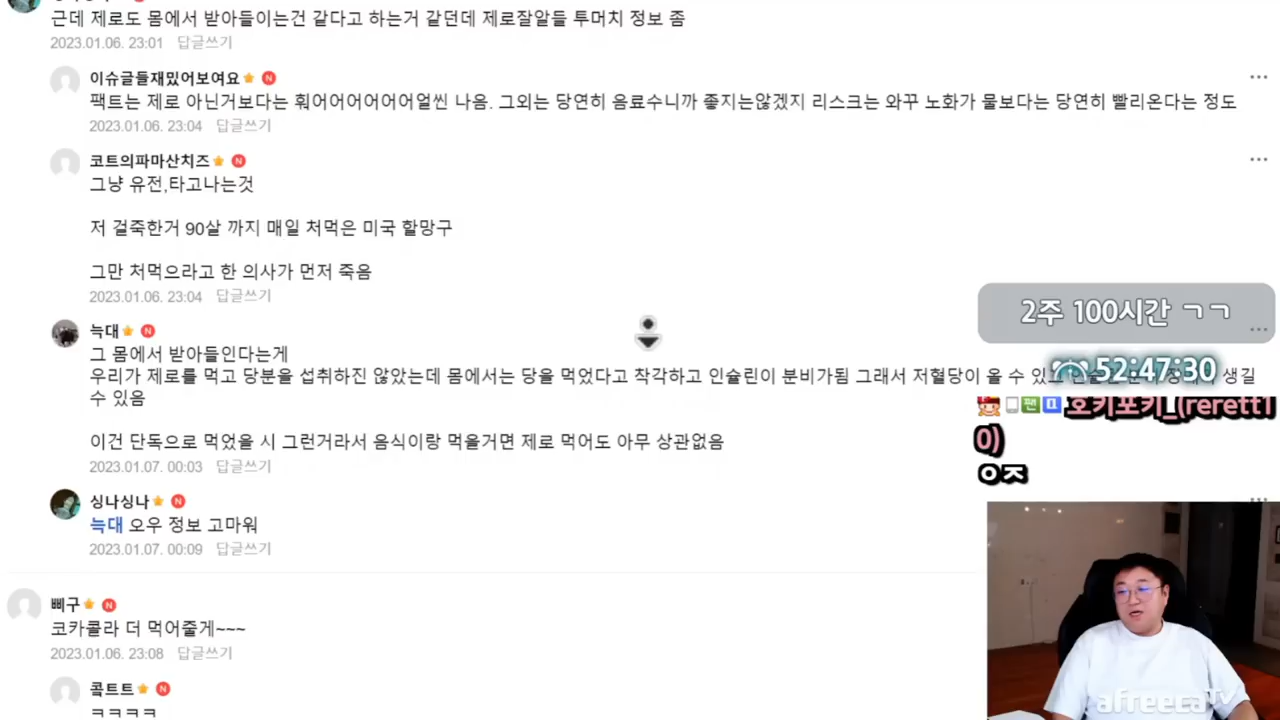 근데 제로도 몸에서 받아들이는건 같다고 하는거 같던데 제로잘알들 투머치 정보 좀
2023.01.06. 23:01 답글쓰기
이슈글들재밌어보여요 N
팩트는 제로 아닌거보다는 훠어어어어어어얼씬 나음. 그외는 당연히 음료수니까 좋지는않겠지 리스크는 와꾸 노화가 물보다는 당연히 빨리온다는 정도
2023.01.06. 23:04 답글쓰기
코트의파마산치즈 N
그냥 유전,타고나는것
저 걸죽한거 90살 까지 매일 처먹은 미국 할망구
그만 처먹으라고 한 의사가 먼저 죽음
2023.01.06. 23:04 답글쓰기
2주 100시간 ㄱㄱ
늑대 N
그 몸에서 받아들인다는게
52:47:30
우리가 제로를 먹고 당분을 섭취하진 않았는데 몸에서는 당을 먹었다고 착각하고 인슐린이 분비가됨 그래서 저혈당이 올 수 있 생길
수 있음
팬
호키포키_(rerett1
이)
ㅇㅈ
이건 단독으로 먹었을 시 그런거라서 음식이랑 먹을거면 제로 먹어도 아무 상관없음
2023.01.07. 00:03 답글쓰기
싱나싱나 N
늑대 오우 정보 고마워
2023.01.07. 00:09 답글쓰기
삐구 N
코카콜라 더 먹어줄게~~~
2023.01.06. 23:08 답글쓰기
콬트트 N
ㅋㅋㅋㅋ
afreecaTV